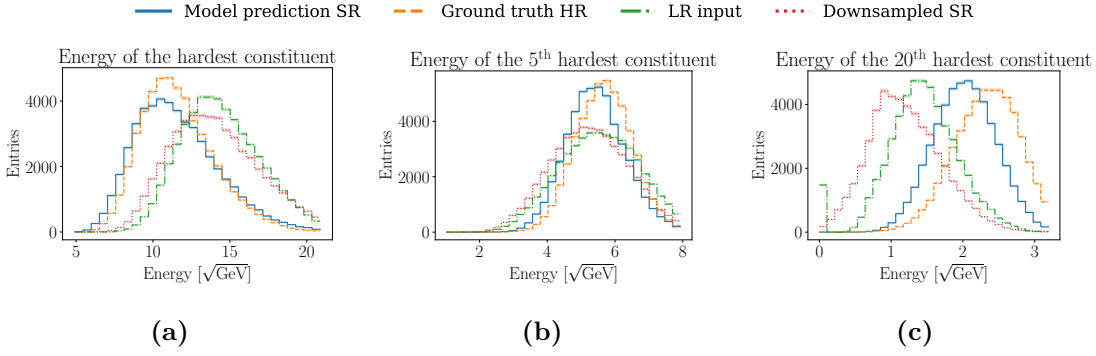 Model prediction SR Ground truth HR LR input Downsampled SR
Energy of the hardest constituent
Entries
4000
2000
0
5 10 15 20
Energy [√GeV]
(a)
Energy of the 5th hardest constituent
Entries
4000
2000
0
2 4 6 8
Energy [√GeV]
(b)
Energy of the 20th hardest constituent
Entries
4000
2000
0
0 1 2 3
Energy [√GeV]
(c)